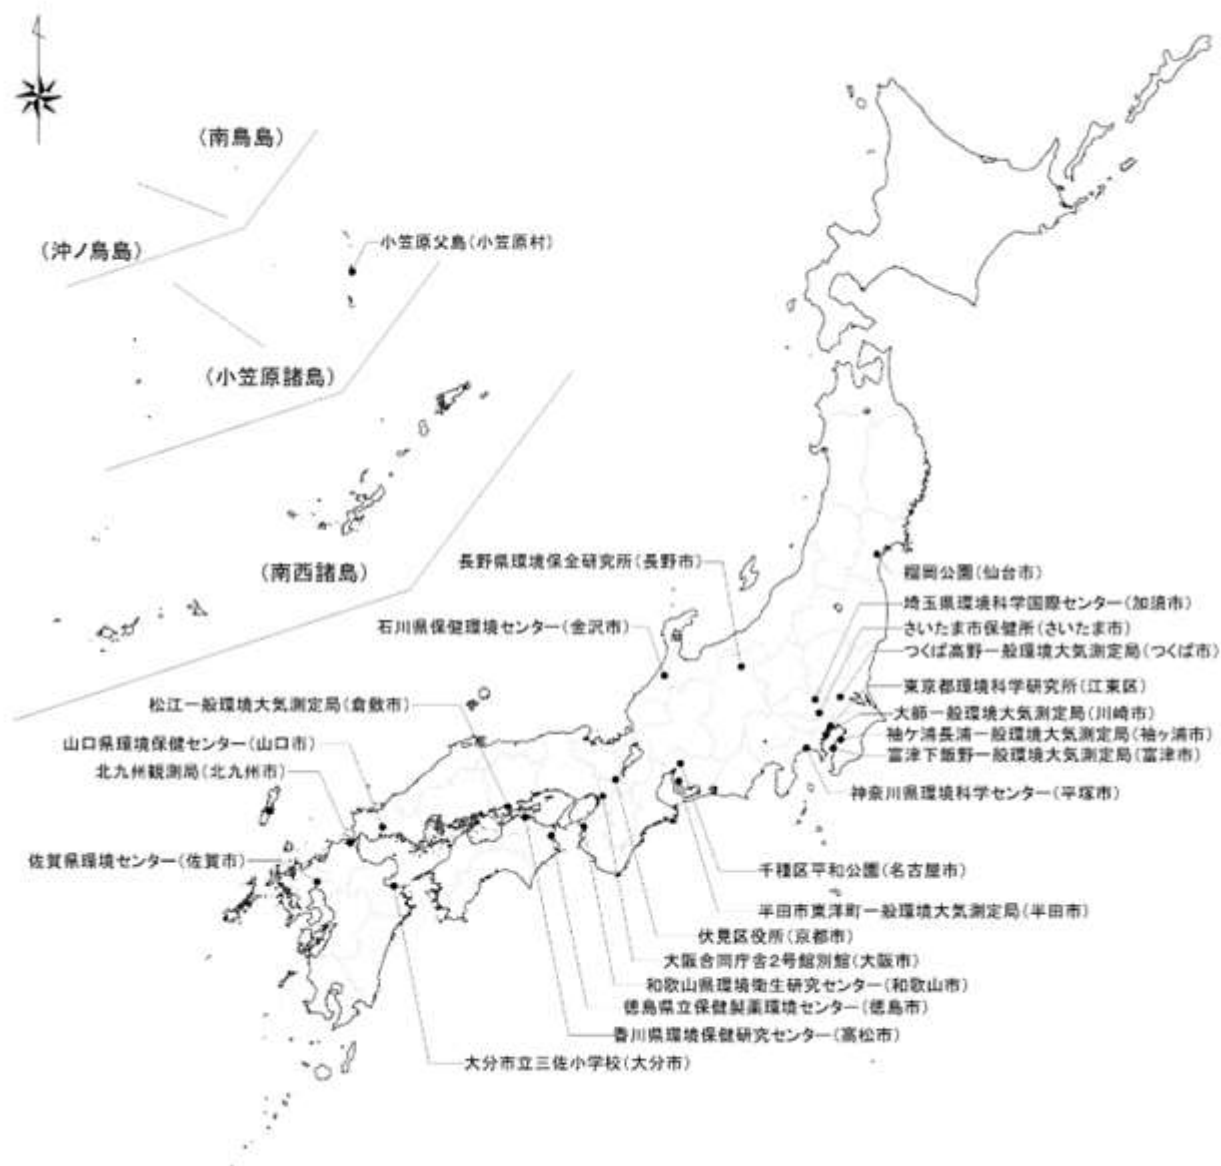 (南鳥島)
(沖ノ鳥島)
小笠原父島(小笠原村)
(小笠原諸島)
(南西諸島)
長野県環境保全研究所(長野市)
榴岡公園(仙台市)
埼玉県環境科学国際センター(加須市)
石川県保健環境センター(金沢市)
さいたま市保健所(さいたま市)
つくば高野一般環境大気測定局(つくば市)
東京都環境科学研究所(江東区)
松江一般環境大気測定局(倉敷市)
大師一般環境大気測定局(川崎市)
袖ケ浦長浦一般環境大気測定局(袖ヶ浦市)
山口県環境保健センター(山口市)
富津下飯野一般環境大気測定局(富津市)
北九州観測局(北九州市)
神奈川県環境科学センター(平塚市)
佐賀県環境センター(佐賀市)
千種区平和公園(名古屋市)
半田市東洋町一般環境大気測定局(半田市)
伏見区役所(京都市)
大阪合同庁舎2号館別館(大阪市)
和歌山県環境衛生研究センター(和歌山市)
徳島県立保健製薬環境センター(徳島市)
香川県環境保健研究センター(高松市)
大分市立三佐小学校(大分市)